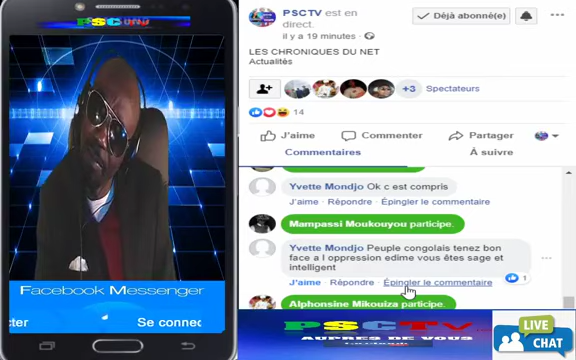 PSCTV
Facebook Messenger
cter
Se connec
PSCTV est en
direct.
il y a 19 minutes ·
Déjà abonné(e)
LES CHRONIQUES DU NET
Actualités
+3 Spectateurs
14
J'aime
Commenter
Partager
Commentaires
À suivre
Yvette Mondjo Ok c est compris
J'aime · Répondre · Épingler le commentaire
Mampassi Moukouyou participe.
Yvette Mondjo Peuple congolais tenez bon
face a l oppression edime vous êtes sage et
intelligent
1
J'aime · Répondre · Épingler le commentaire
Alphonsine Mikouiza participe.
PSCTV
AUPRES DE VOUS
LIVE
CHAT